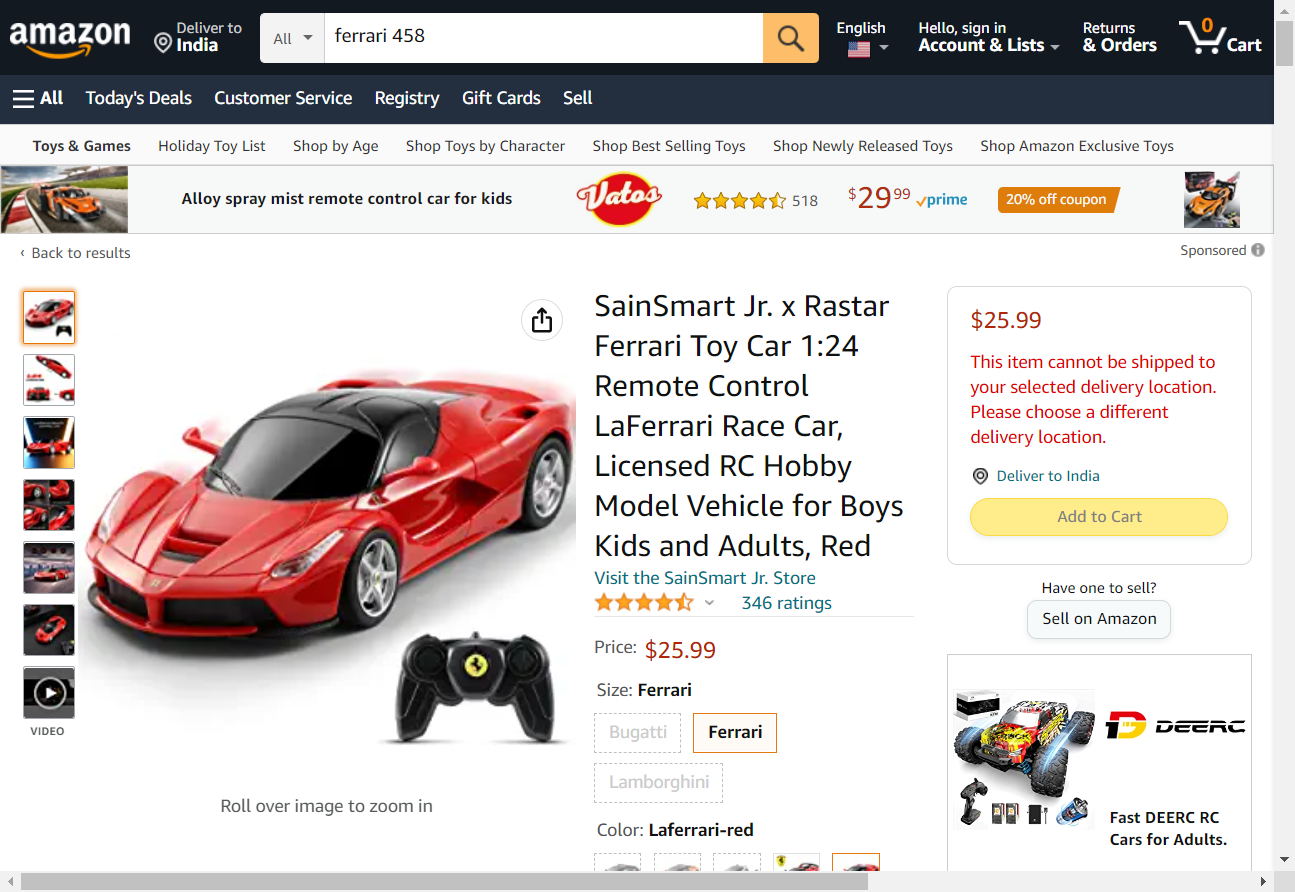 amazon
Deliver to
India
All
ferrari 458
English
Hello, sign in
Account & Lists
Returns
& Orders
0
Cart
All
Today's Deals
Customer Service
Registry
Gift Cards
Sell
Toys & Games
Holiday Toy List
Shop by Age
Shop Toys by Character
Shop Best Selling Toys
Shop Newly Released Toys
Shop Amazon Exclusive Toys
Alloy spray mist remote control car for kids
Vatos
518
$29.99
prime
20% off coupon
‹ Back to results
Sponsored
SainSmart Jr. x Rastar
Ferrari Toy Car 1:24
Remote Control
LaFerrari Race Car,
Licensed RC Hobby
Model Vehicle for Boys
Kids and Adults, Red
Visit the SainSmart Jr. Store
346 ratings
Price: $25.99
Size: Ferrari
Bugatti
Ferrari
Lamborghini
Color: Laferrari-red
VIDEO
Roll over image to zoom in
$25.99
This item cannot be shipped to
your selected delivery location.
Please choose a different
delivery location.
Deliver to India
Add to Cart
Have one to sell?
Sell on Amazon
DEERC
Fast DEERC RC
Cars for Adults.